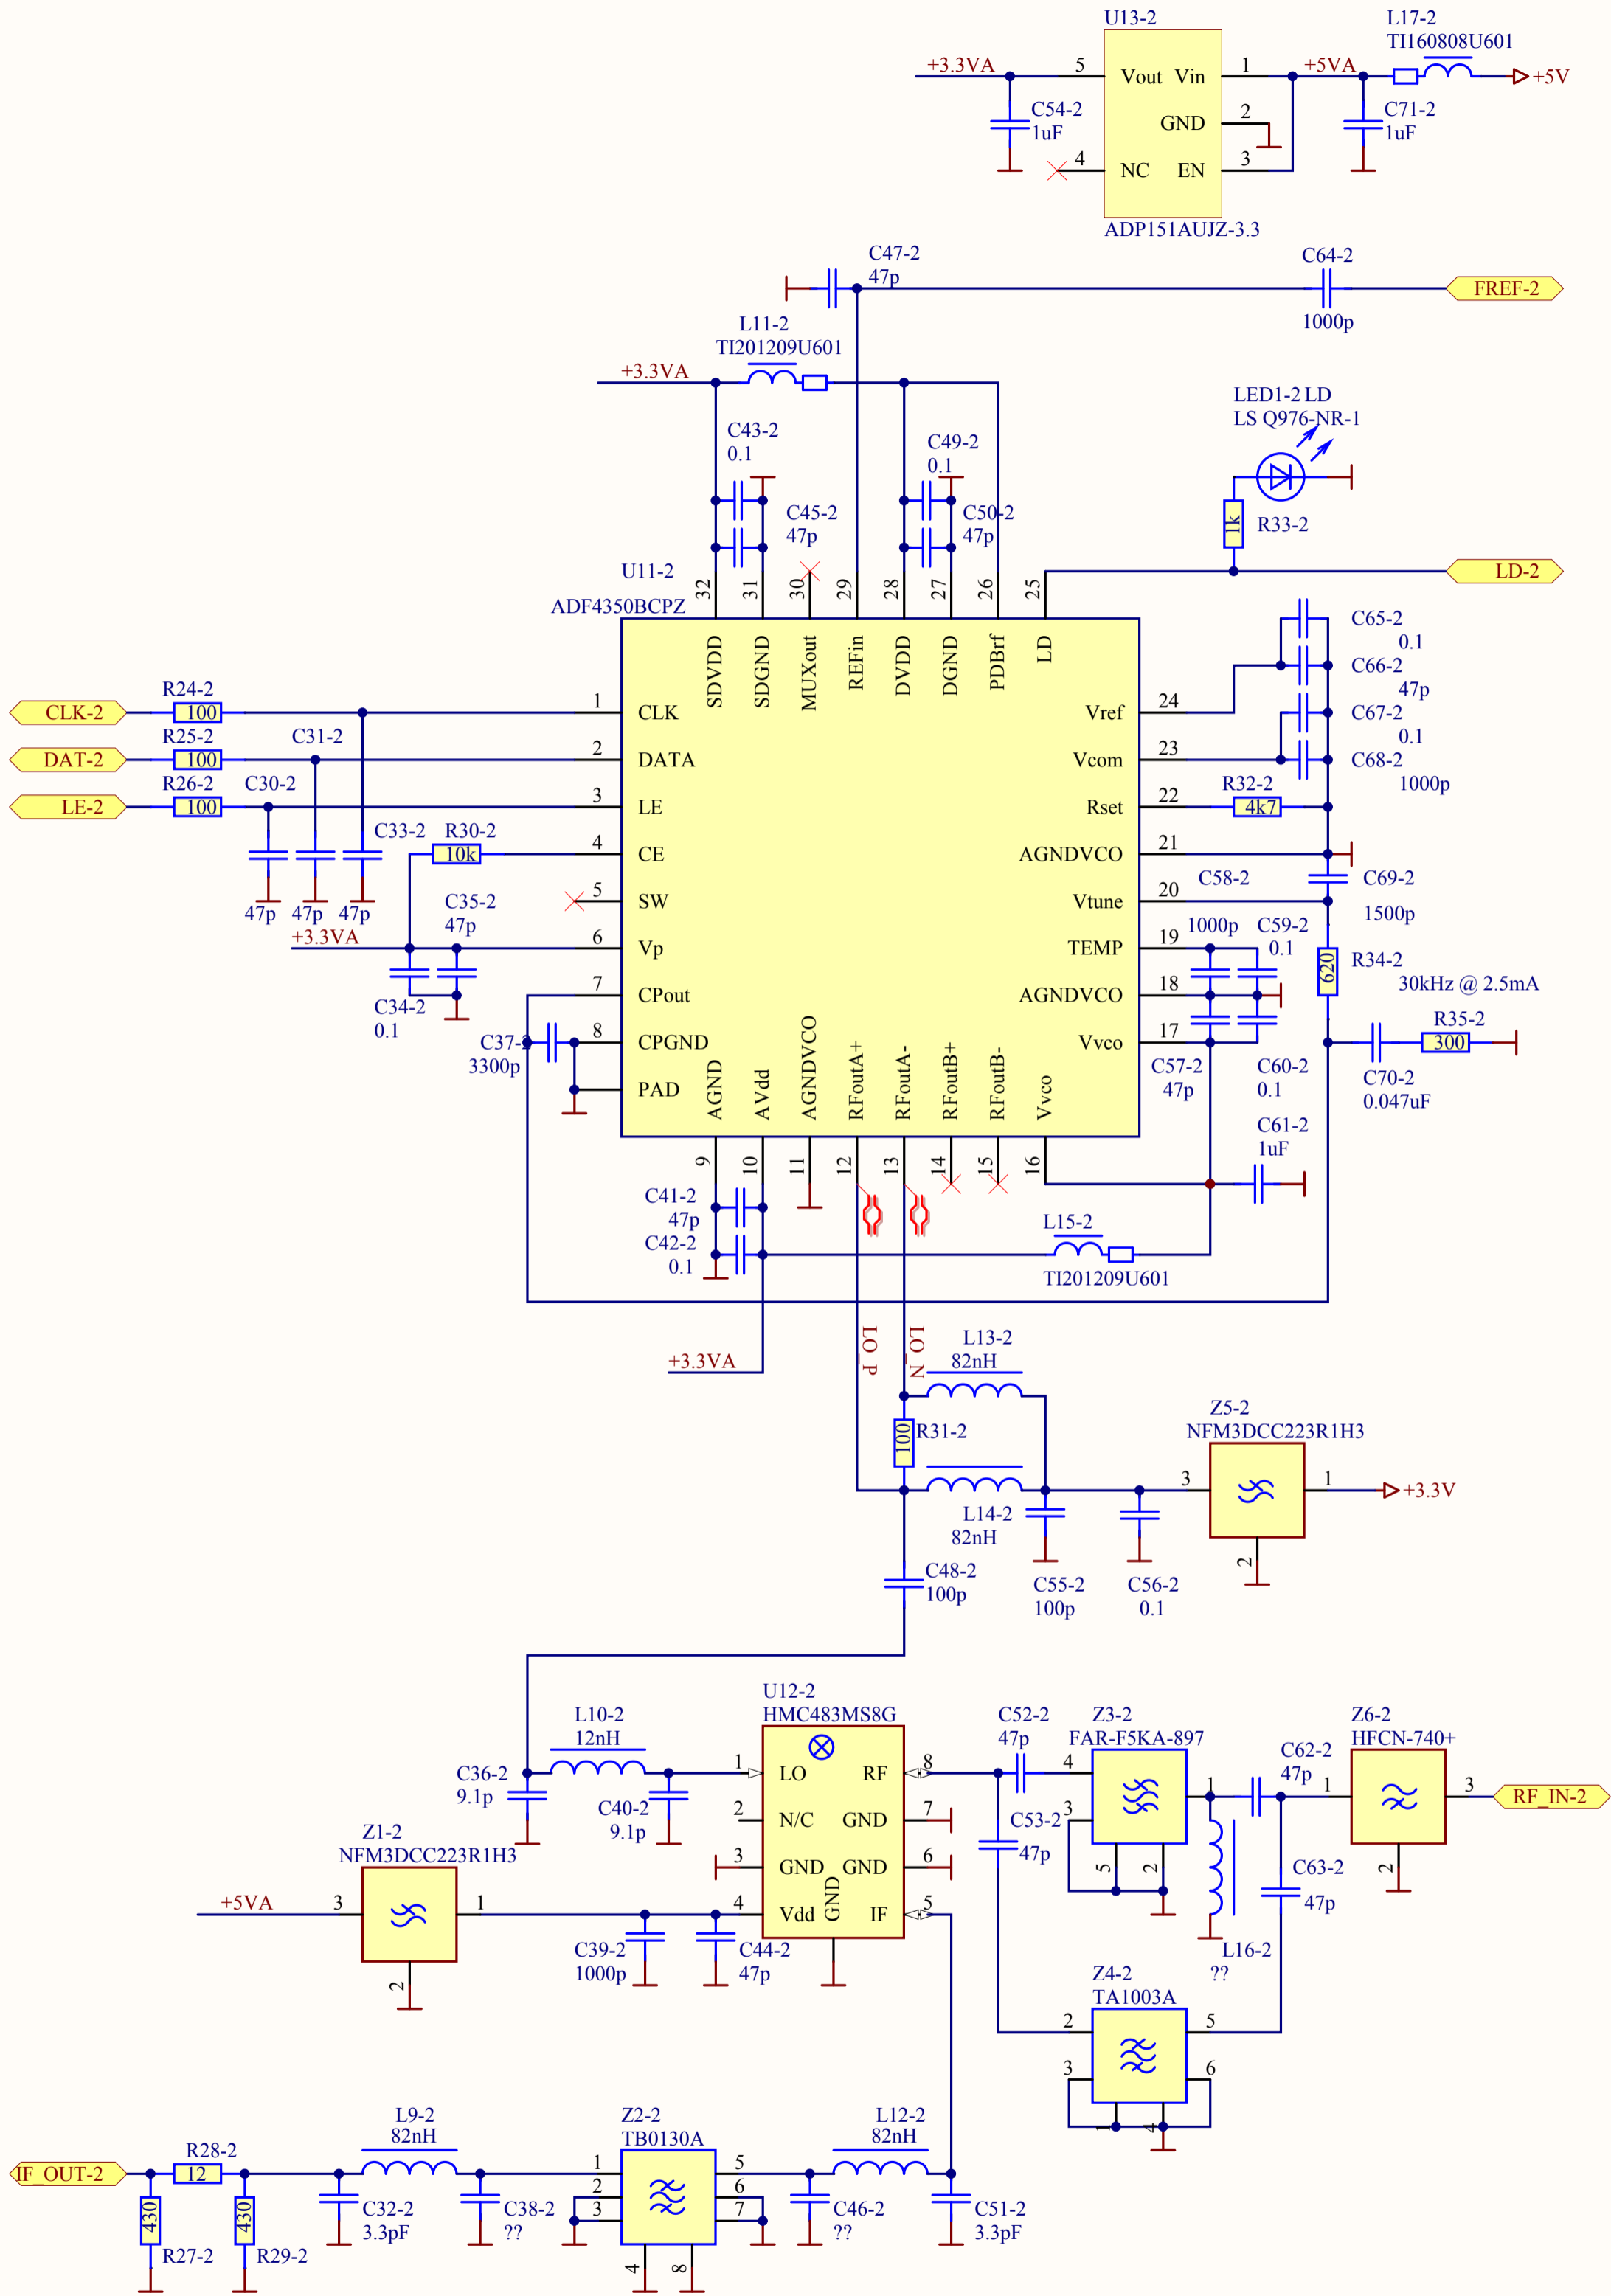 U13-2
L17-2
TI160808U601
+3.3VA
5
Vout Vin
1
+5VA
+5V
C54-2
1uF
GND
2
C71-2
1uF
4
NC EN
3
ADP151AUJZ-3.3
C47-2
47p
C64-2
FREF-2
1000p
L11-2
TI201209U601
+3.3VA
LED1-2 LD
LS Q976-NR-1
C43-2
0.1
C49-2
0.1
C45-2
47p
C50-2
47p
1k
R33-2
U11-2
ADF4350BCPZ
32
31
30
29
28
27
26
25
LD-2
SDVDD
SDGND
MUXout
REFin
DVDD
DGND
PDBrf
LD
C65-2
0.1
C66-2
47p
C67-2
0.1
C68-2
1000p
CLK-2
R24-2
100
1
CLK
Vref
24
DAT-2
R25-2
100
C31-2
2
DATA
Vcom
23
LE-2
R26-2
100
C30-2
3
LE
Rset
22
R32-2
4k7
C33-2
R30-2
10k
4
CE
AGNDVCO
21
47p
47p
47p
C35-2
47p
5
SW
Vtune
20
C58-2
C69-2
1500p
+3.3VA
6
Vp
TEMP
19
1000p
C59-2
0.1
620
R34-2
30kHz @ 2.5mA
C34-2
0.1
7
CPout
AGNDVCO
18
C37-2
3300p
8
CPGND
Vvco
17
R35-2
300
C57-2
47p
C60-2
0.1
C70-2
0.047uF
PAD
AGND
AVdd
AGNDVCO
RFoutA+
RFoutA-
RFoutB+
RFoutB-
Vvco
9
10
11
12
13
14
15
16
C61-2
1uF
C41-2
47p
C42-2
0.1
L15-2
TI201209U601
+3.3VA
LO_P
LO_N
L13-2
82nH
100
R31-2
L14-2
82nH
Z5-2
NFM3DCC223R1H3
3
1
+3.3V
2
C48-2
100p
C55-2
100p
C56-2
0.1
U12-2
HMC483MS8G
L10-2
12nH
C36-2
9.1p
C40-2
9.1p
1
LO
RF
8
2
N/C
GND
7
3
GND
GND
6
4
Vdd
GND
IF
5
C52-2
47p
C53-2
47p
Z3-2
FAR-F5KA-897
4
3
5
2
1
C62-2
47p
Z6-2
HFCN-740+
1
3
2
RF_IN-2
L16-2
??
C63-2
47p
Z1-2
NFM3DCC223R1H3
+5VA
3
1
2
C39-2
1000p
C44-2
47p
Z4-2
TA1003A
2
5
3
6
1
4
IF_OUT-2
R28-2
12
430
R27-2
430
R29-2
L9-2
82nH
C32-2
3.3pF
C38-2
??
Z2-2
TB0130A
1
2
3
4
5
6
7
8
L12-2
82nH
C46-2
??
C51-2
3.3pF